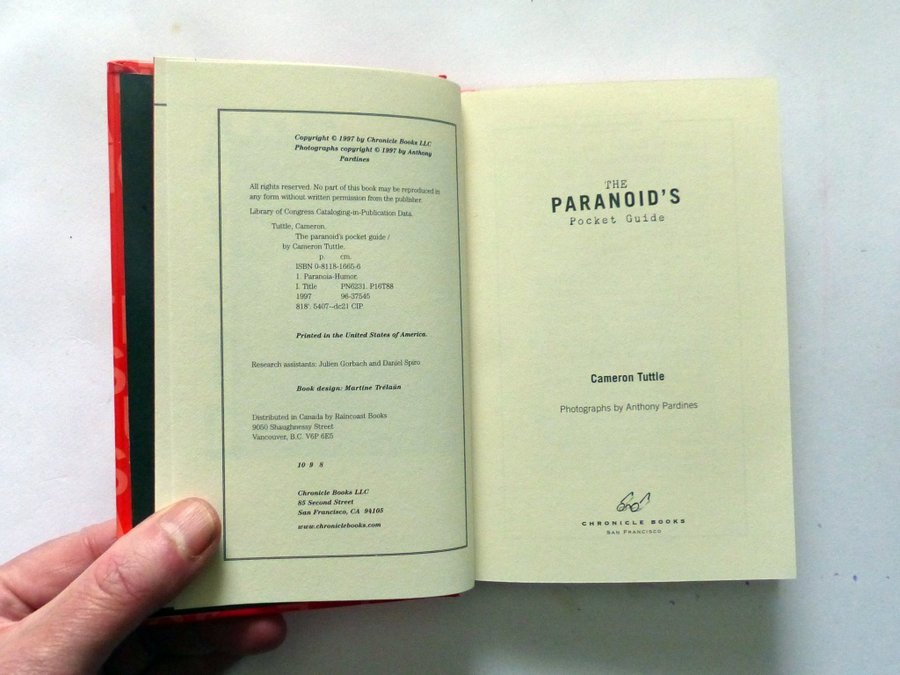 Copyright © 1997 by Chronicle Books LLC
Photographs copyright © 1997 by Anthony
Pardines
All rights reserved. No part of this book may be reproduced in
any form without written permission from the publisher.
Library of Congress Cataloging-in-Publication Data.
Tuttle, Cameron.
The paranoid's pocket guide /
by Cameron Tuttle.
p. cm.
ISBN 0-8118-1665-6
1. Paranoia-Humor.
I. Title PN6231. P16T88
1997 96-37545
818'. 5407--dc21 CIP
Printed in the United States of America.
Research assistants: Julien Gorbach and Daniel Spiro
Book design: Martine Trélaün
Distributed in Canada by Raincoast Books
9050 Shaughnessy Street
Vancouver, B.C. V6P 6E5
10 9 8
Chronicle Books LLC
85 Second Street
San Francisco, CA 94105
www.chroniclebooks.com
THE
PARANOID'S
Pocket Guide
Cameron Tuttle
Photographs by Anthony Pardines
CHRONICLE BOOKS
SAN FRANCISCO